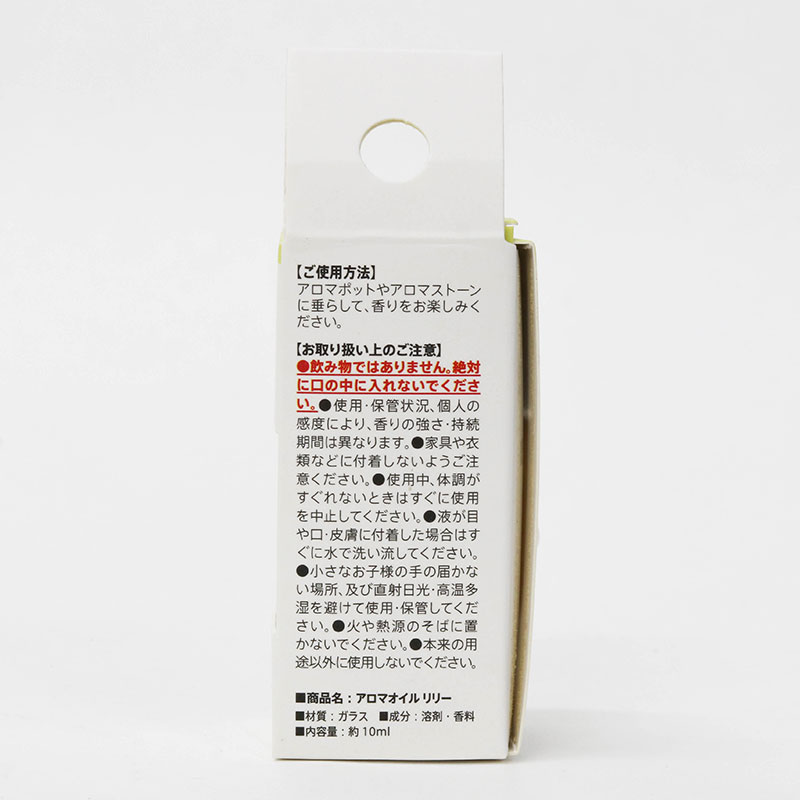 【ご使用方法】
アロマポットやアロマストーン
に垂らして、香りをお楽しみく
ださい。
【お取り扱い上のご注意】
●飲み物ではありません。絶対
に口の中に入れないでくださ
い。●使用・保管状況、個人の
感度により、香りの強さ・持続
期間は異なります。●家具や衣
類などに付着しないようご注
意ください。●使用中、体調が
すぐれないときはすぐに使用
を中止してください。●液が目
や口・皮膚に付着した場合はす
ぐに水で洗い流してください。
●小さなお子様の手の届かな
い場所、及び直射日光・高温多
湿を避けて使用・保管してくだ
さい。●火や熱源のそばに置
かないでください。●本来の用
途以外に使用しないでください。
■商品名：アロマオイル リリー
■材質：ガラス ■成分：溶剤・香料
■内容量：約10ml